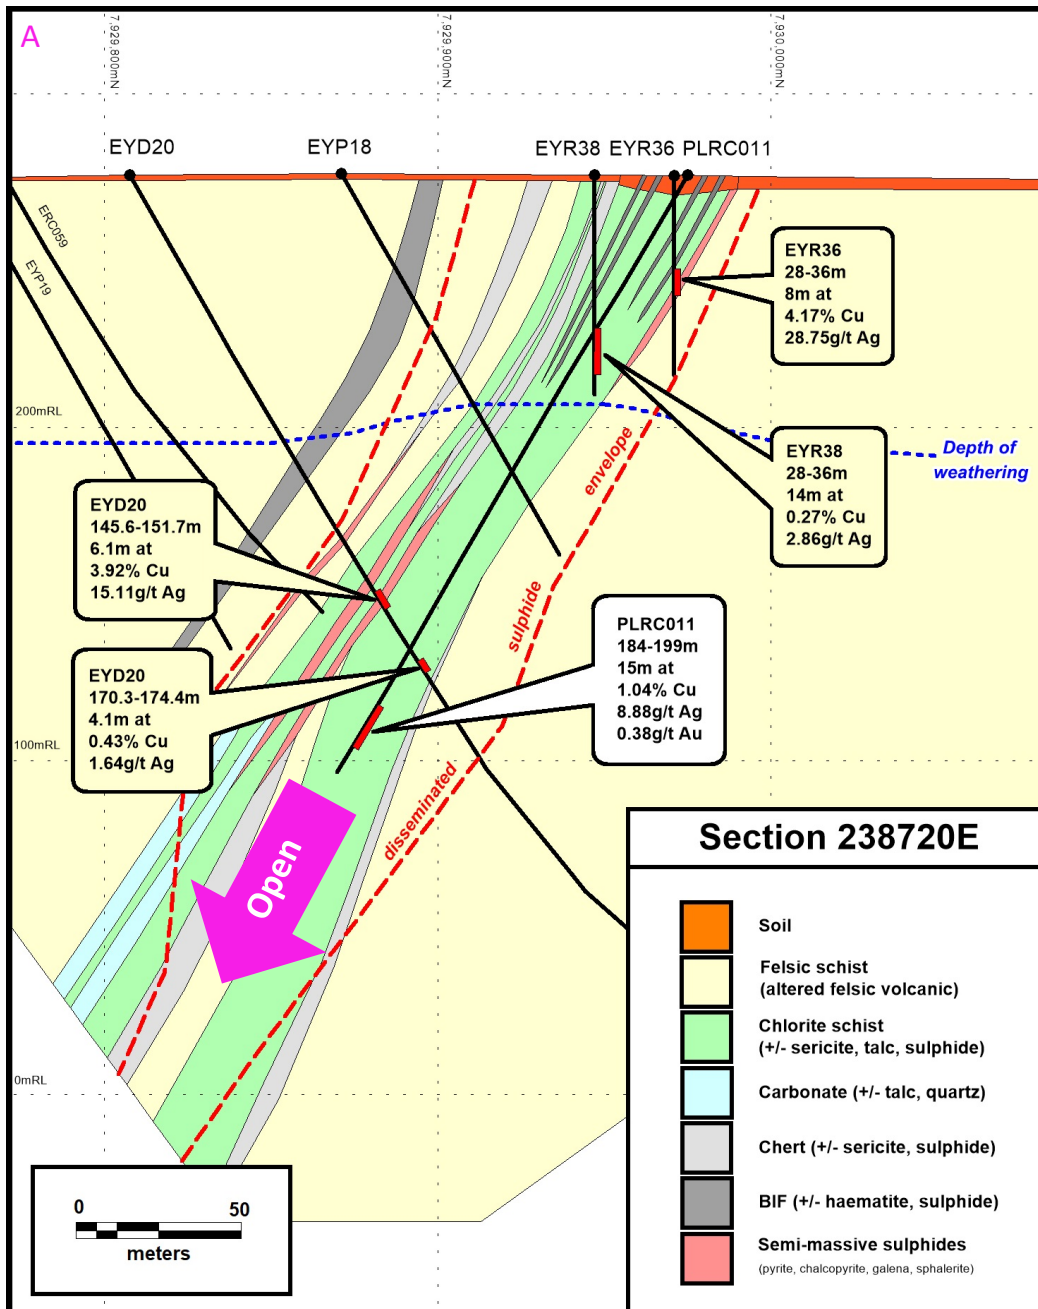 A
7,929,800mN
7,929,900mN
7,930,000mN
EYD20
EYP18
EYR38
EYR36
PLRC011
ERC059
EYP19
EYR36
28-36m
8m at
4.17% Cu
28.75g/t Ag
200mRL
envelope
EYR38
28-36m
14m at
0.27% Cu
2.86g/t Ag
Depth of
weathering
EYD20
145.6-151.7m
6.1m at
3.92% Cu
15.11g/t Ag
sulphide
PLRC011
184-199m
15m at
1.04% Cu
8.88g/t Ag
0.38g/t Au
EYD20
170.3-174.4m
4.1m at
0.43% Cu
1.64g/t Ag
100mRL
disseminated
Open
0mRL
Section 238720E
Soil
Felsic schist
(altered felsic volcanic)
Chlorite schist
(+/- sericite, talc, sulphide)
Carbonate (+/- talc, quartz)
Chert (+/- sericite, sulphide)
BIF (+/- haematite, sulphide)
Semi-massive sulphides
(pyrite, chalcopyrite, galena, sphalerite)
0 50
meters